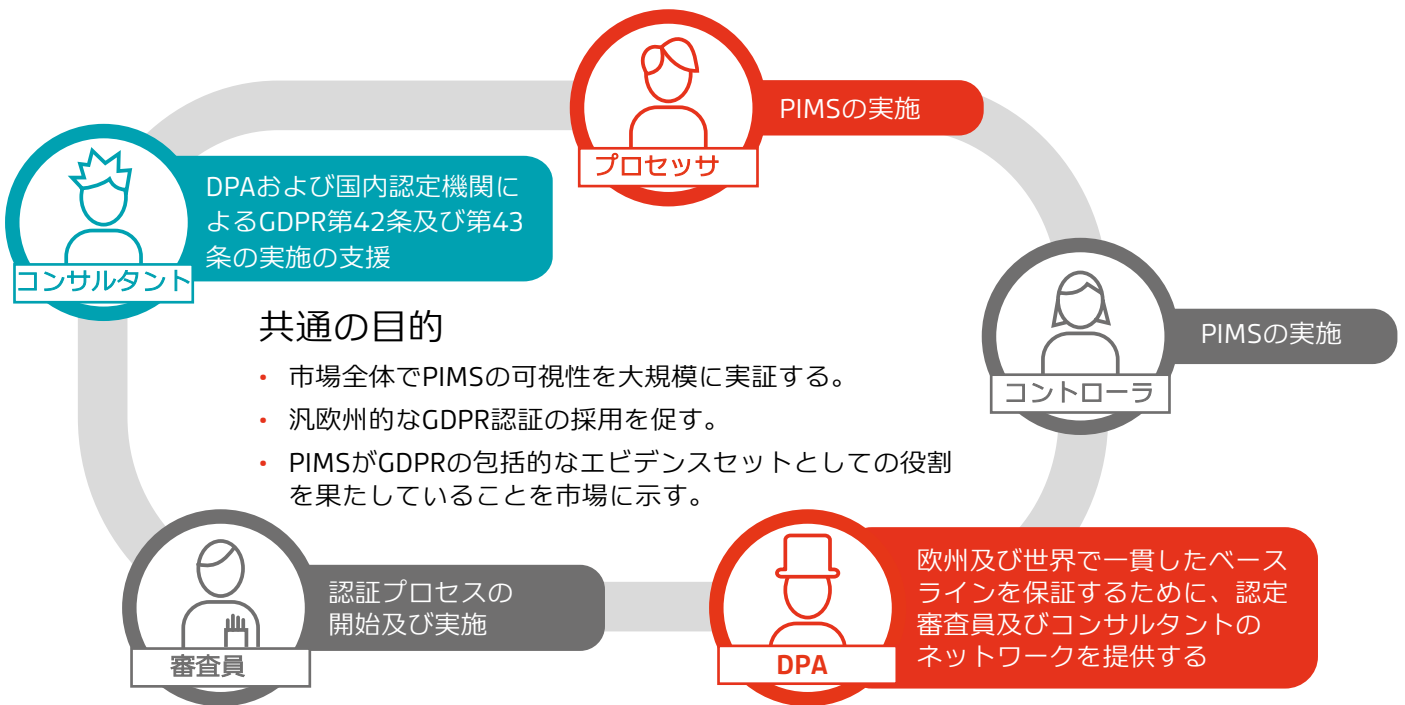 プロセッサ
PIMSの実施
コンサルタント
DPAおよび国内認定機関に
よるGDPR第42条及び第43
条の実施の支援
コントローラ
PIMSの実施
共通の目的
• 市場全体でPIMSの可視性を大規模に実証する。
• 汎欧州的なGDPR認証の採用を促す。
• PIMSがGDPRの包括的なエビデンスセットとしての役割
を果たしていることを市場に示す。
審査員
認証プロセスの
開始及び実施
DPA
欧州及び世界で一貫したベース
ラインを保証するために、認定
審査員及びコンサルタントの
ネットワークを提供する